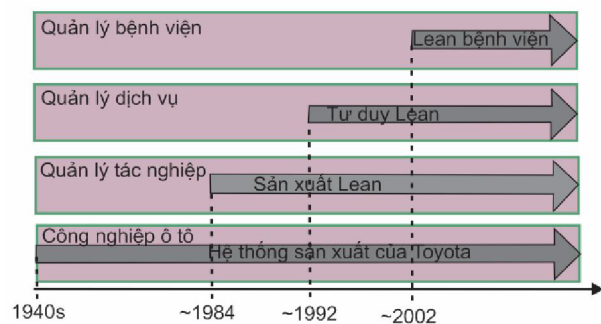 Quản lý bệnh viện
Lean bệnh viện
Quản lý dịch vụ
Tư duy Lean
Quản lý tác nghiệp
Sản xuất Lean
Công nghiệp ô tô
Hệ thống sản xuất của Toyota
1940s
~1984
~1992
~2002